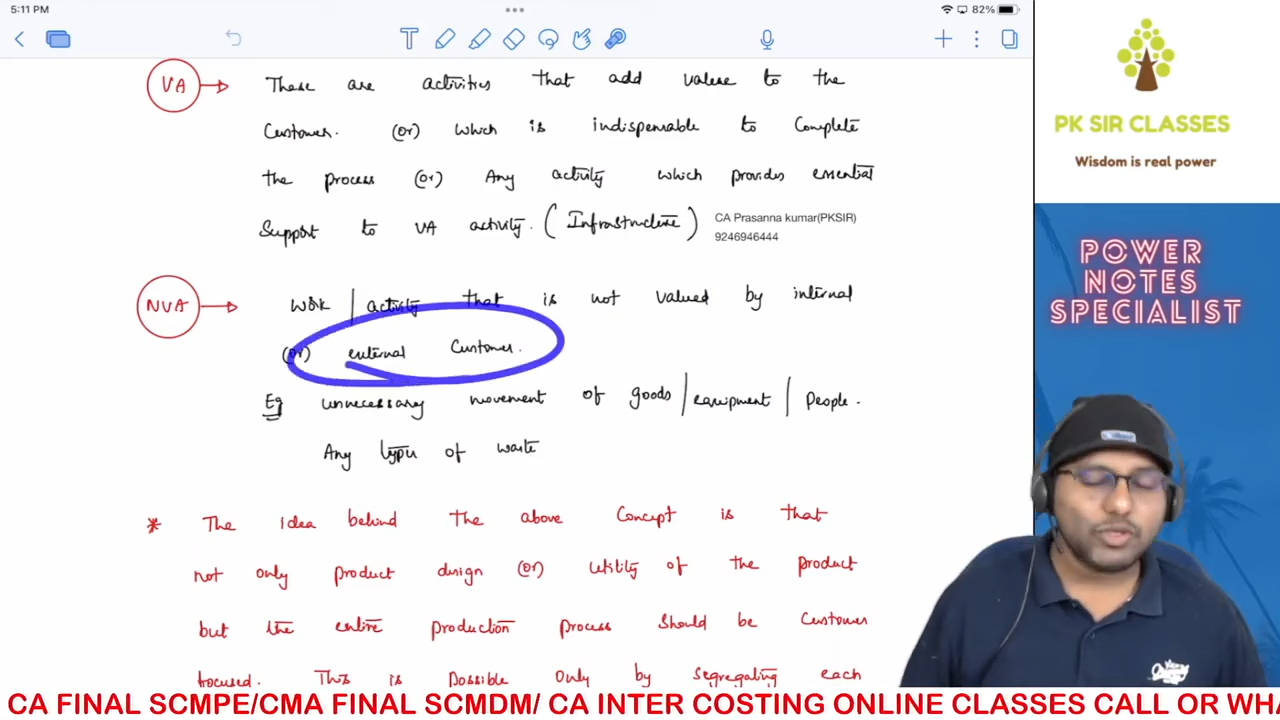 5:11 PM
82%
VA
These are activities that add value to the
Customer. (or) which is indispensable to Complete
the process (or) Any activity which provides essential
Support to VA activity. (Infrastructure)
CA Prasanna kumar(PKSIR)
9246946444
NVA
Work / activity that is not valued by internal
(or) external Customer.
Eg unnecessary movement of goods / equipment / People.
Any type of waste
* The idea behind the above Concept is that
not only product design (or) utility of the product
but the entire production process should be Customer
focused. This is possible only by segregating each
PK SIR CLASSES
Wisdom is real power
POWER
NOTES
SPECIALIST
CA FINAL SCMPE/CMA FINAL SCMDM/ CA INTER COSTING ONLINE CLASSES CALL OR WHA